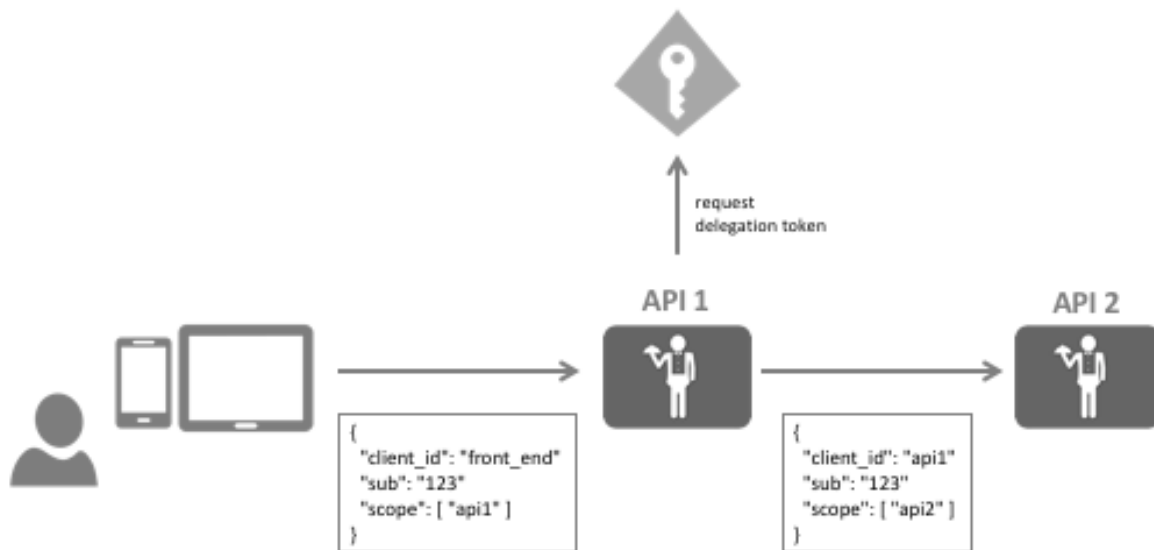 request
delegation token
API 1
API 2
{
"client_id": "front_end"
"sub": "123"
"scope": [ "api1" ]
}
{
"client_id": "api1"
"sub": "123"
"scope": [ "api2" ]
}